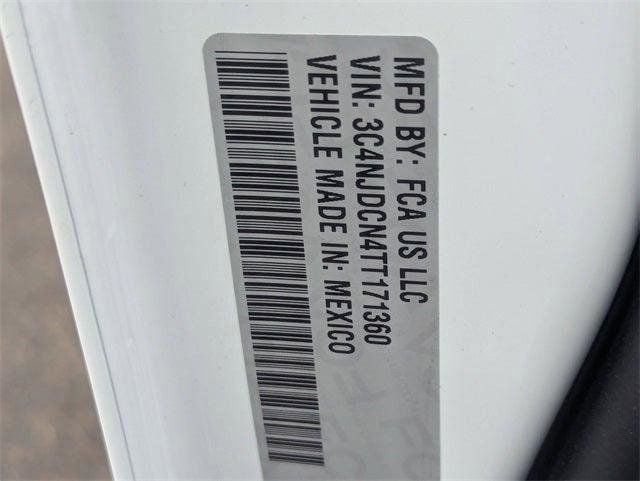 MFD BY: FCA US LLC
VIN: 3C4NJDCN4TT171360
VEHICLE MADE IN: MEXICO